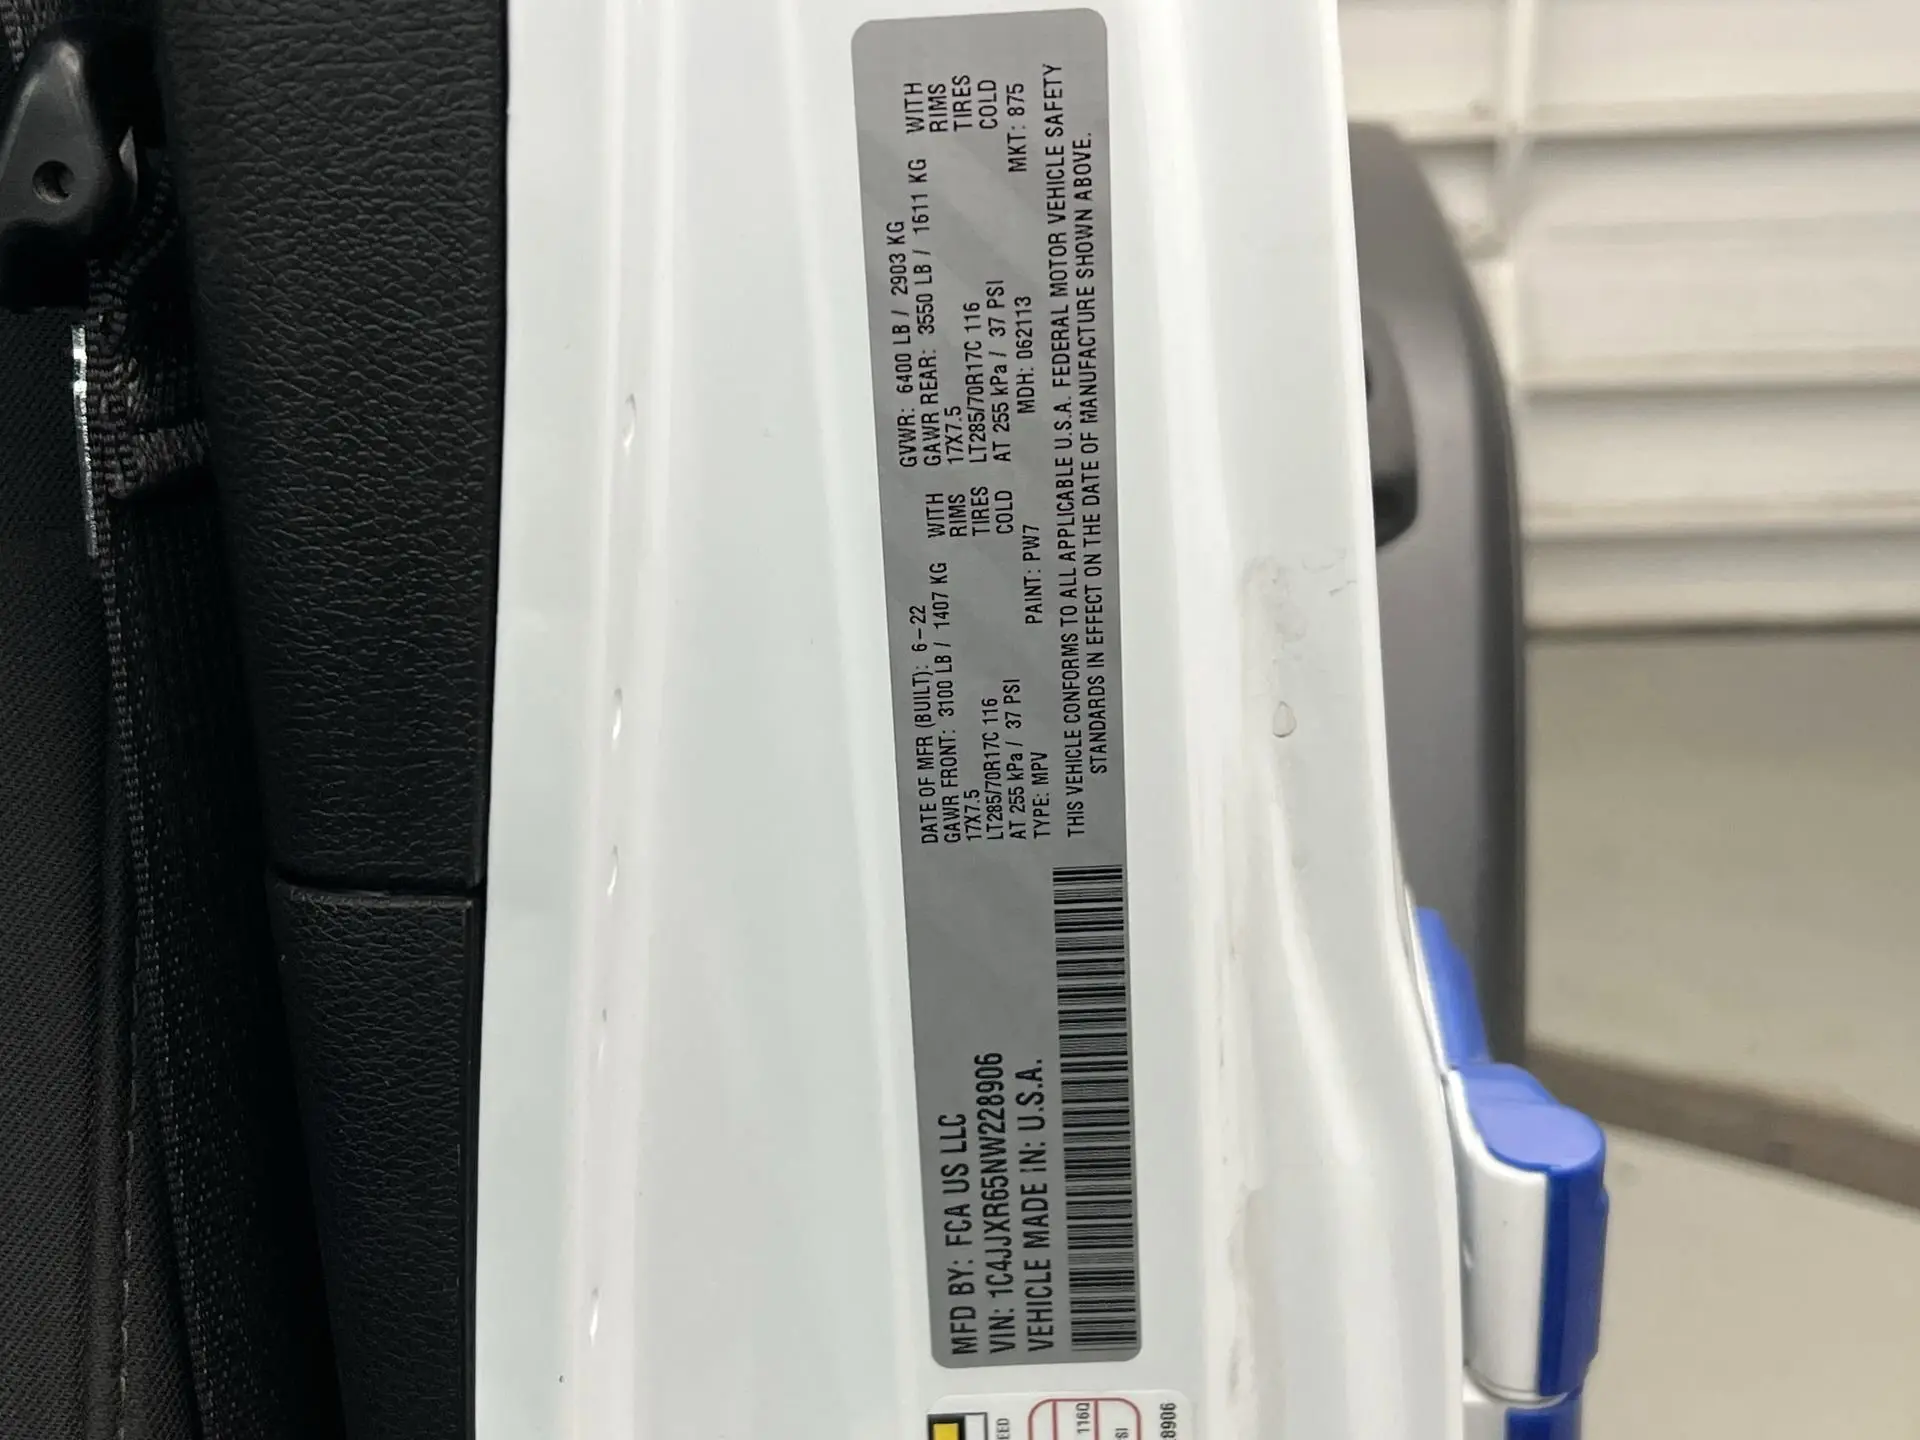 MFD BY: FCA US LLC
VIN: 1C4JJXR65NW228906
VEHICLE MADE IN: U.S.A.
DATE OF MFR (BUILT): 6-22 GVWR: 6400 LB / 2903 KG
GAWR FRONT: 3100 LB / 1407 KG WITH GAWR REAR: 3550 LB / 1611 KG WITH
17X7.5 RIMS 17X7.5 RIMS
LT285/70R17C 116 TIRES LT285/70R17C 116 TIRES
AT 255 kPa / 37 PSI COLD AT 255 kPa / 37 PSI COLD
TYPE: MPV PAINT: PW7 MDH: 062113 MKT: 875
THIS VEHICLE CONFORMS TO ALL APPLICABLE U.S.A. FEDERAL MOTOR VEHICLE SAFETY
STANDARDS IN EFFECT ON THE DATE OF MANUFACTURE SHOWN ABOVE.
EED
116Q
SI
8906